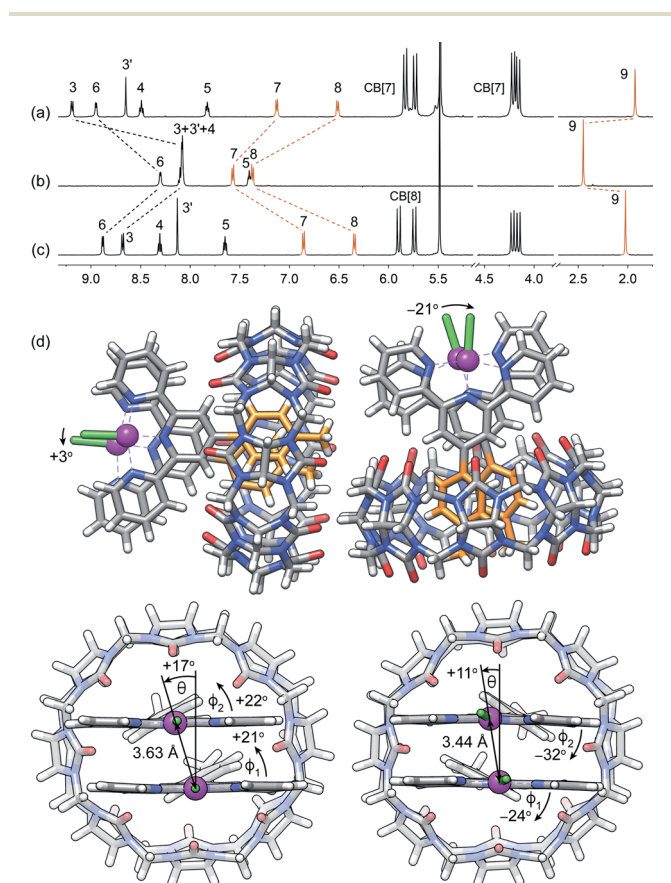 3 6 3' 4 5 7 8 CB[7] CB[7] 9
(a)
3+3'+4 6 7 8 5 9
(b)
6 3 3' 4 5 7 8 CB[8] 9
(c)
9.0 8.5 8.0 7.5 7.0 6.5 6.0 5.5 4.5 4.0 2.5 2.0
(d)
–21°
+3°
+17° +11°
θ ϕ2 +22° θ ϕ2
+21°
3.63 Å 3.44 Å –32°
ϕ1 ϕ1
–24°